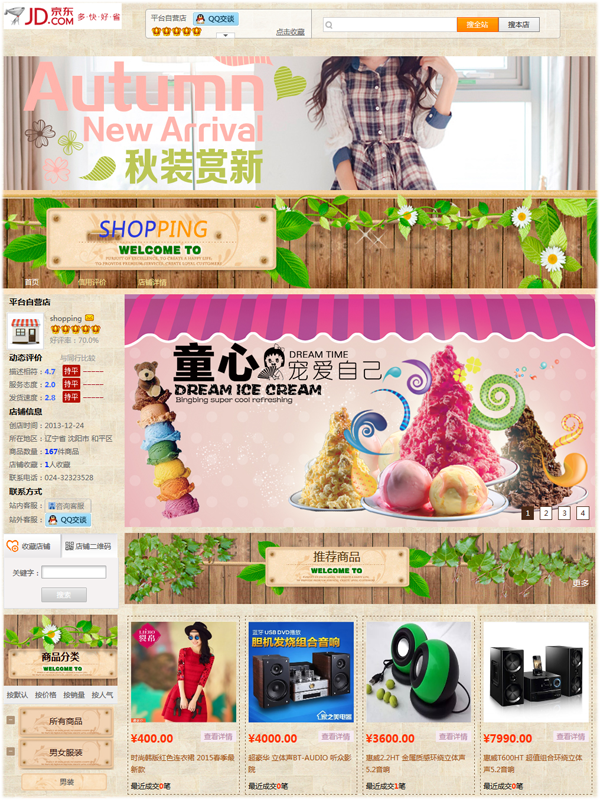 JD.京东
.COM
多·快·好·省
平台自营店
QQ交谈
点击收藏
搜全站
搜本店
Autumn
New Arrival
秋装赏新
SHOPPING
WELCOME TO
首页
信用评价
店铺详情
平台自营店
shopping
好评率：70.0%
动态评价 与同行比较
描述相符：4.7 持平 -----
服务态度：2.0 持平 -----
发货速度：2.8 持平 -----
店铺信息
创店时间：2013-12-24
所在地区：辽宁省 沈阳市 和平区
商品数量：167件商品
店铺收藏：1人收藏
联系电话：024-32323528
联系方式
站内客服：咨询客服
站外客服：QQ交谈
收藏店铺
店铺二维码
关键字：
搜索
童心
DREAM TIME
宠爱自己
DREAM ICE CREAM
Bingbing super cool refreshing
1 2 3 4
推荐商品
WELCOME TO
更多
商品分类
WELCOME TO
按默认 按价格 按销量 按人气
所有商品
男女服装
男装
蓝牙 USB DVD播放
胆机发烧组合音响
¥400.00 查看详情
时尚韩版红色连衣裙 2015春季最新款
最近成交0笔
¥4000.00 查看详情
超豪华 立体声BT-AUDIO 听众影院
最近成交0笔
¥3600.00 查看详情
惠威2.2HT 金属质感环绕立体声5.2音响
最近成交1笔
¥7990.00 查看详情
惠威T600HT 超值组合环绕立体声5.2音响
最近成交0笔